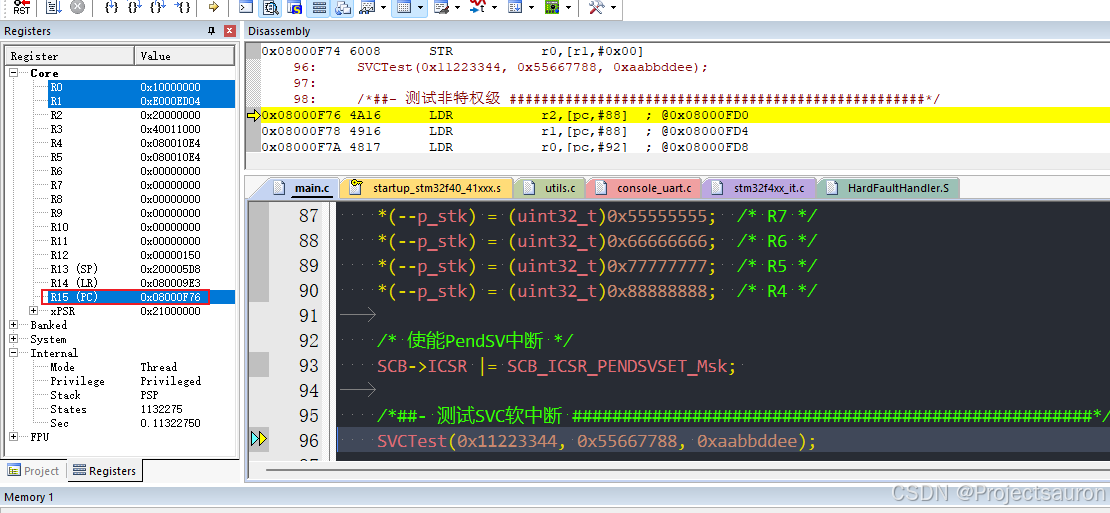 RST
Registers
Register Value
Core
R0 0x10000000
R1 0xE000ED04
R2 0x20000000
R3 0x40011000
R4 0x080010E4
R5 0x080010E4
R6 0x00000000
R7 0x00000000
R8 0x00000000
R9 0x00000000
R10 0x00000000
R11 0x00000000
R12 0x00000150
R13 (SP) 0x200005D8
R14 (LR) 0x080009E3
R15 (PC) 0x08000F76
xPSR 0x21000000
Banked
System
Internal
Mode Thread
Privilege Privileged
Stack PSP
States 1132275
Sec 0.11322750
FPU
Project Registers
Disassembly
0x08000F74 6008 STR r0,[r1,#0x00]
96: SVCTest(0x11223344, 0x55667788, 0xaabbddee);
97:
98: /*##- 测试非特权级 ####################################################*/
0x08000F76 4A16 LDR r2,[pc,#88] ; @0x08000FD0
0x08000F78 4916 LDR r1,[pc,#88] ; @0x08000FD4
0x08000F7A 4817 LDR r0,[pc,#92] ; @0x08000FD8
main.c startup_stm32f40_41xxx.s utils.c console_uart.c stm32f4xx_it.c HardFaultHandler.S
87 *(--p_stk) = (uint32_t)0x55555555; /* R7 */
88 *(--p_stk) = (uint32_t)0x66666666; /* R6 */
89 *(--p_stk) = (uint32_t)0x77777777; /* R5 */
90 *(--p_stk) = (uint32_t)0x88888888; /* R4 */
91
92 /* 使能PendSV中断 */
93 SCB->ICSR |= SCB_ICSR_PENDSVSET_Msk;
94
95 /*##- 测试SVC软中断 ####################################################*/
96 SVCTest(0x11223344, 0x55667788, 0xaabbddee);
Memory 1
CSDN @Projectsauron